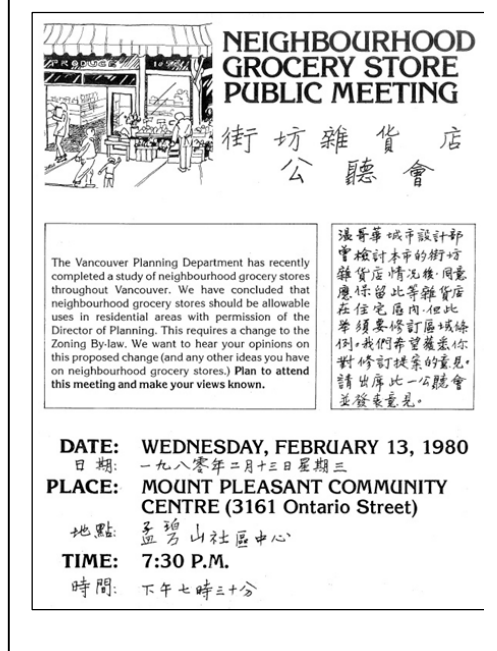 PRODUCE
NEIGHBOURHOOD
GROCERY STORE
PUBLIC MEETING
街坊雜貨店
公聽會
The Vancouver Planning Department has recently
completed a study of neighbourhood grocery stores
throughout Vancouver. We have concluded that
neighbourhood grocery stores should be allowable
uses in residential areas with permission of the
Director of Planning. This requires a change to the
Zoning By-law. We want to hear your opinions on
this proposed change (and any other ideas you have
on neighbourhood grocery stores.) Plan to attend
this meeting and make your views known.
溫哥華城市設計部
曾檢討本市的街坊
雜貨店情况後,同意
應保留此等雜貨店
在住宅區內,但此
舉須要修訂區域條
例。我們希望獲悉你
對修訂提案的意見。
請出席此一公聽會
並發表意見。
DATE: WEDNESDAY, FEBRUARY 13, 1980
日期: 一九八零年二月十三日星期三
PLACE: MOUNT PLEASANT COMMUNITY
CENTRE (3161 Ontario Street)
地點: 孟碧山社區中心
TIME: 7:30 P.M.
時間: 下午七時三十分